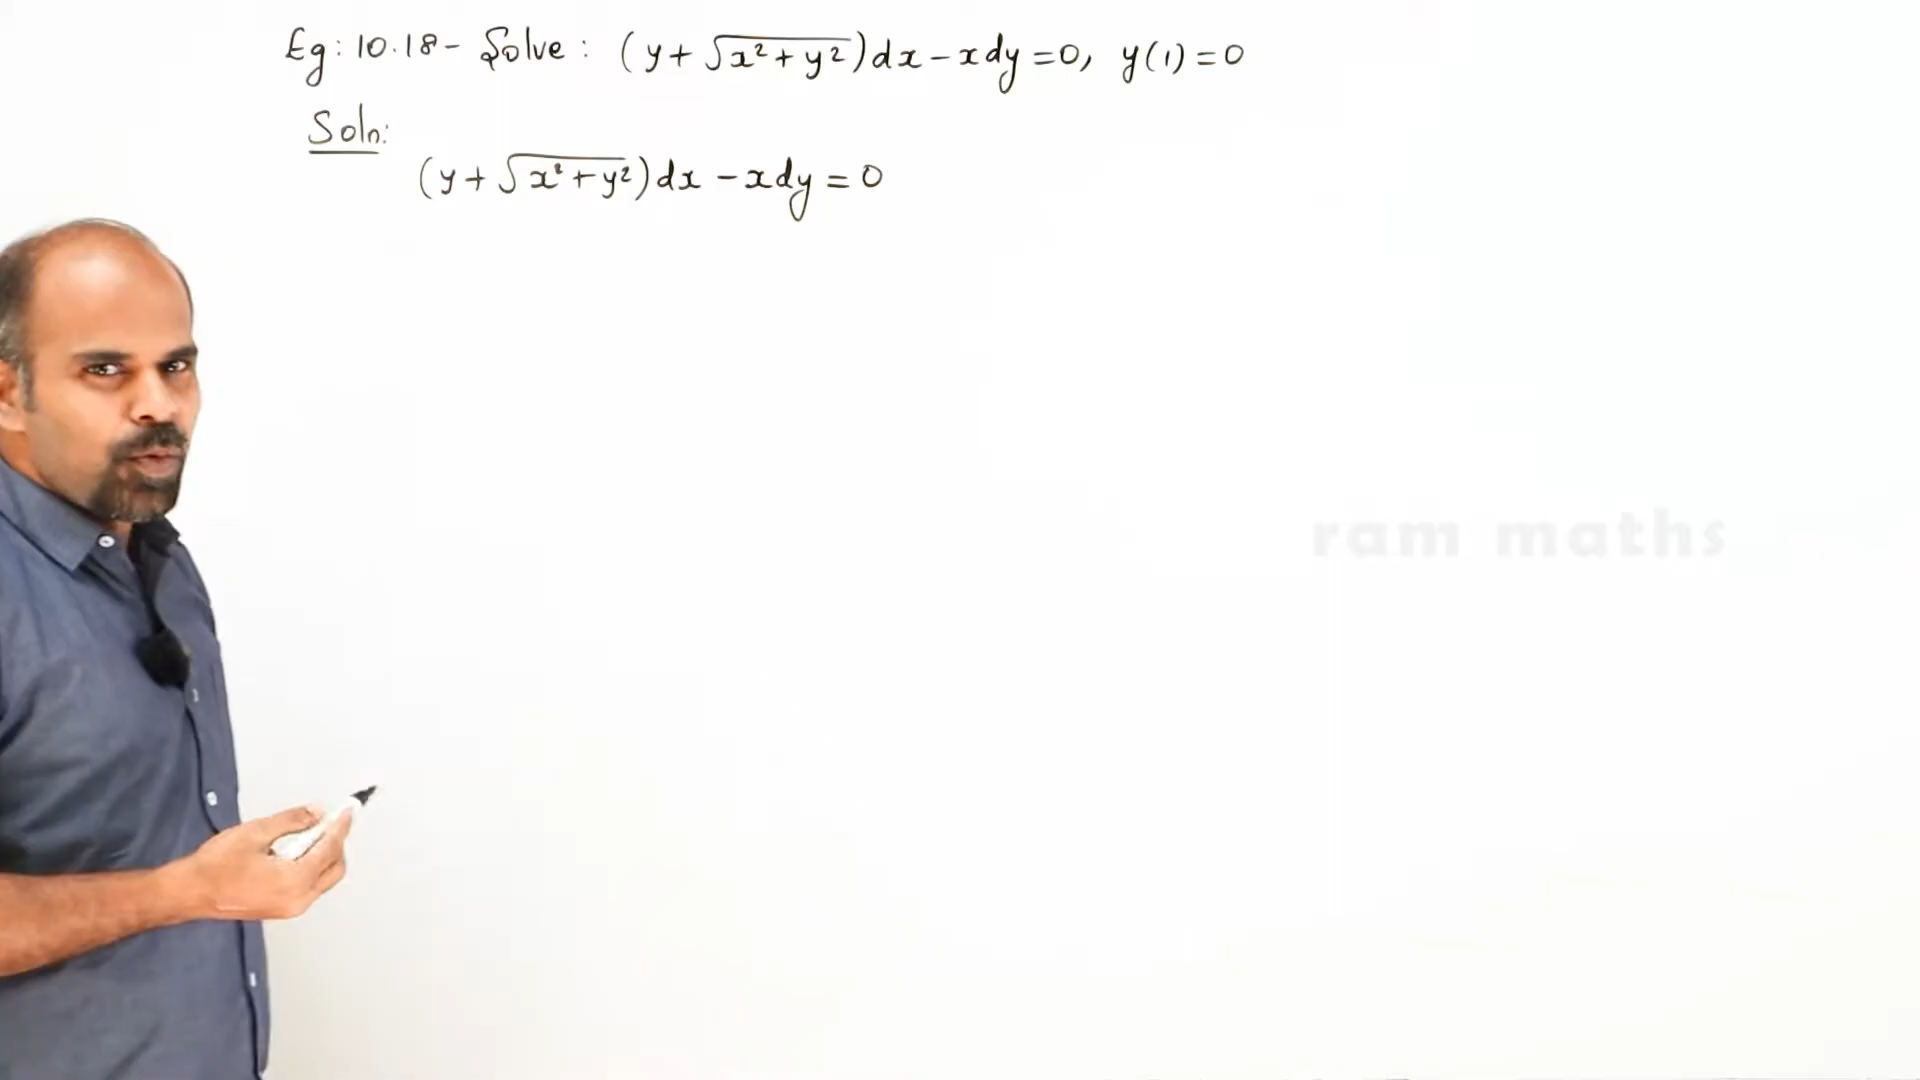 Eg: 10.18 - Solve: (y + √x² + y²) dx - x dy = 0, y(1) = 0
Soln:
(y + √x² + y²) dx - x dy = 0
ram maths